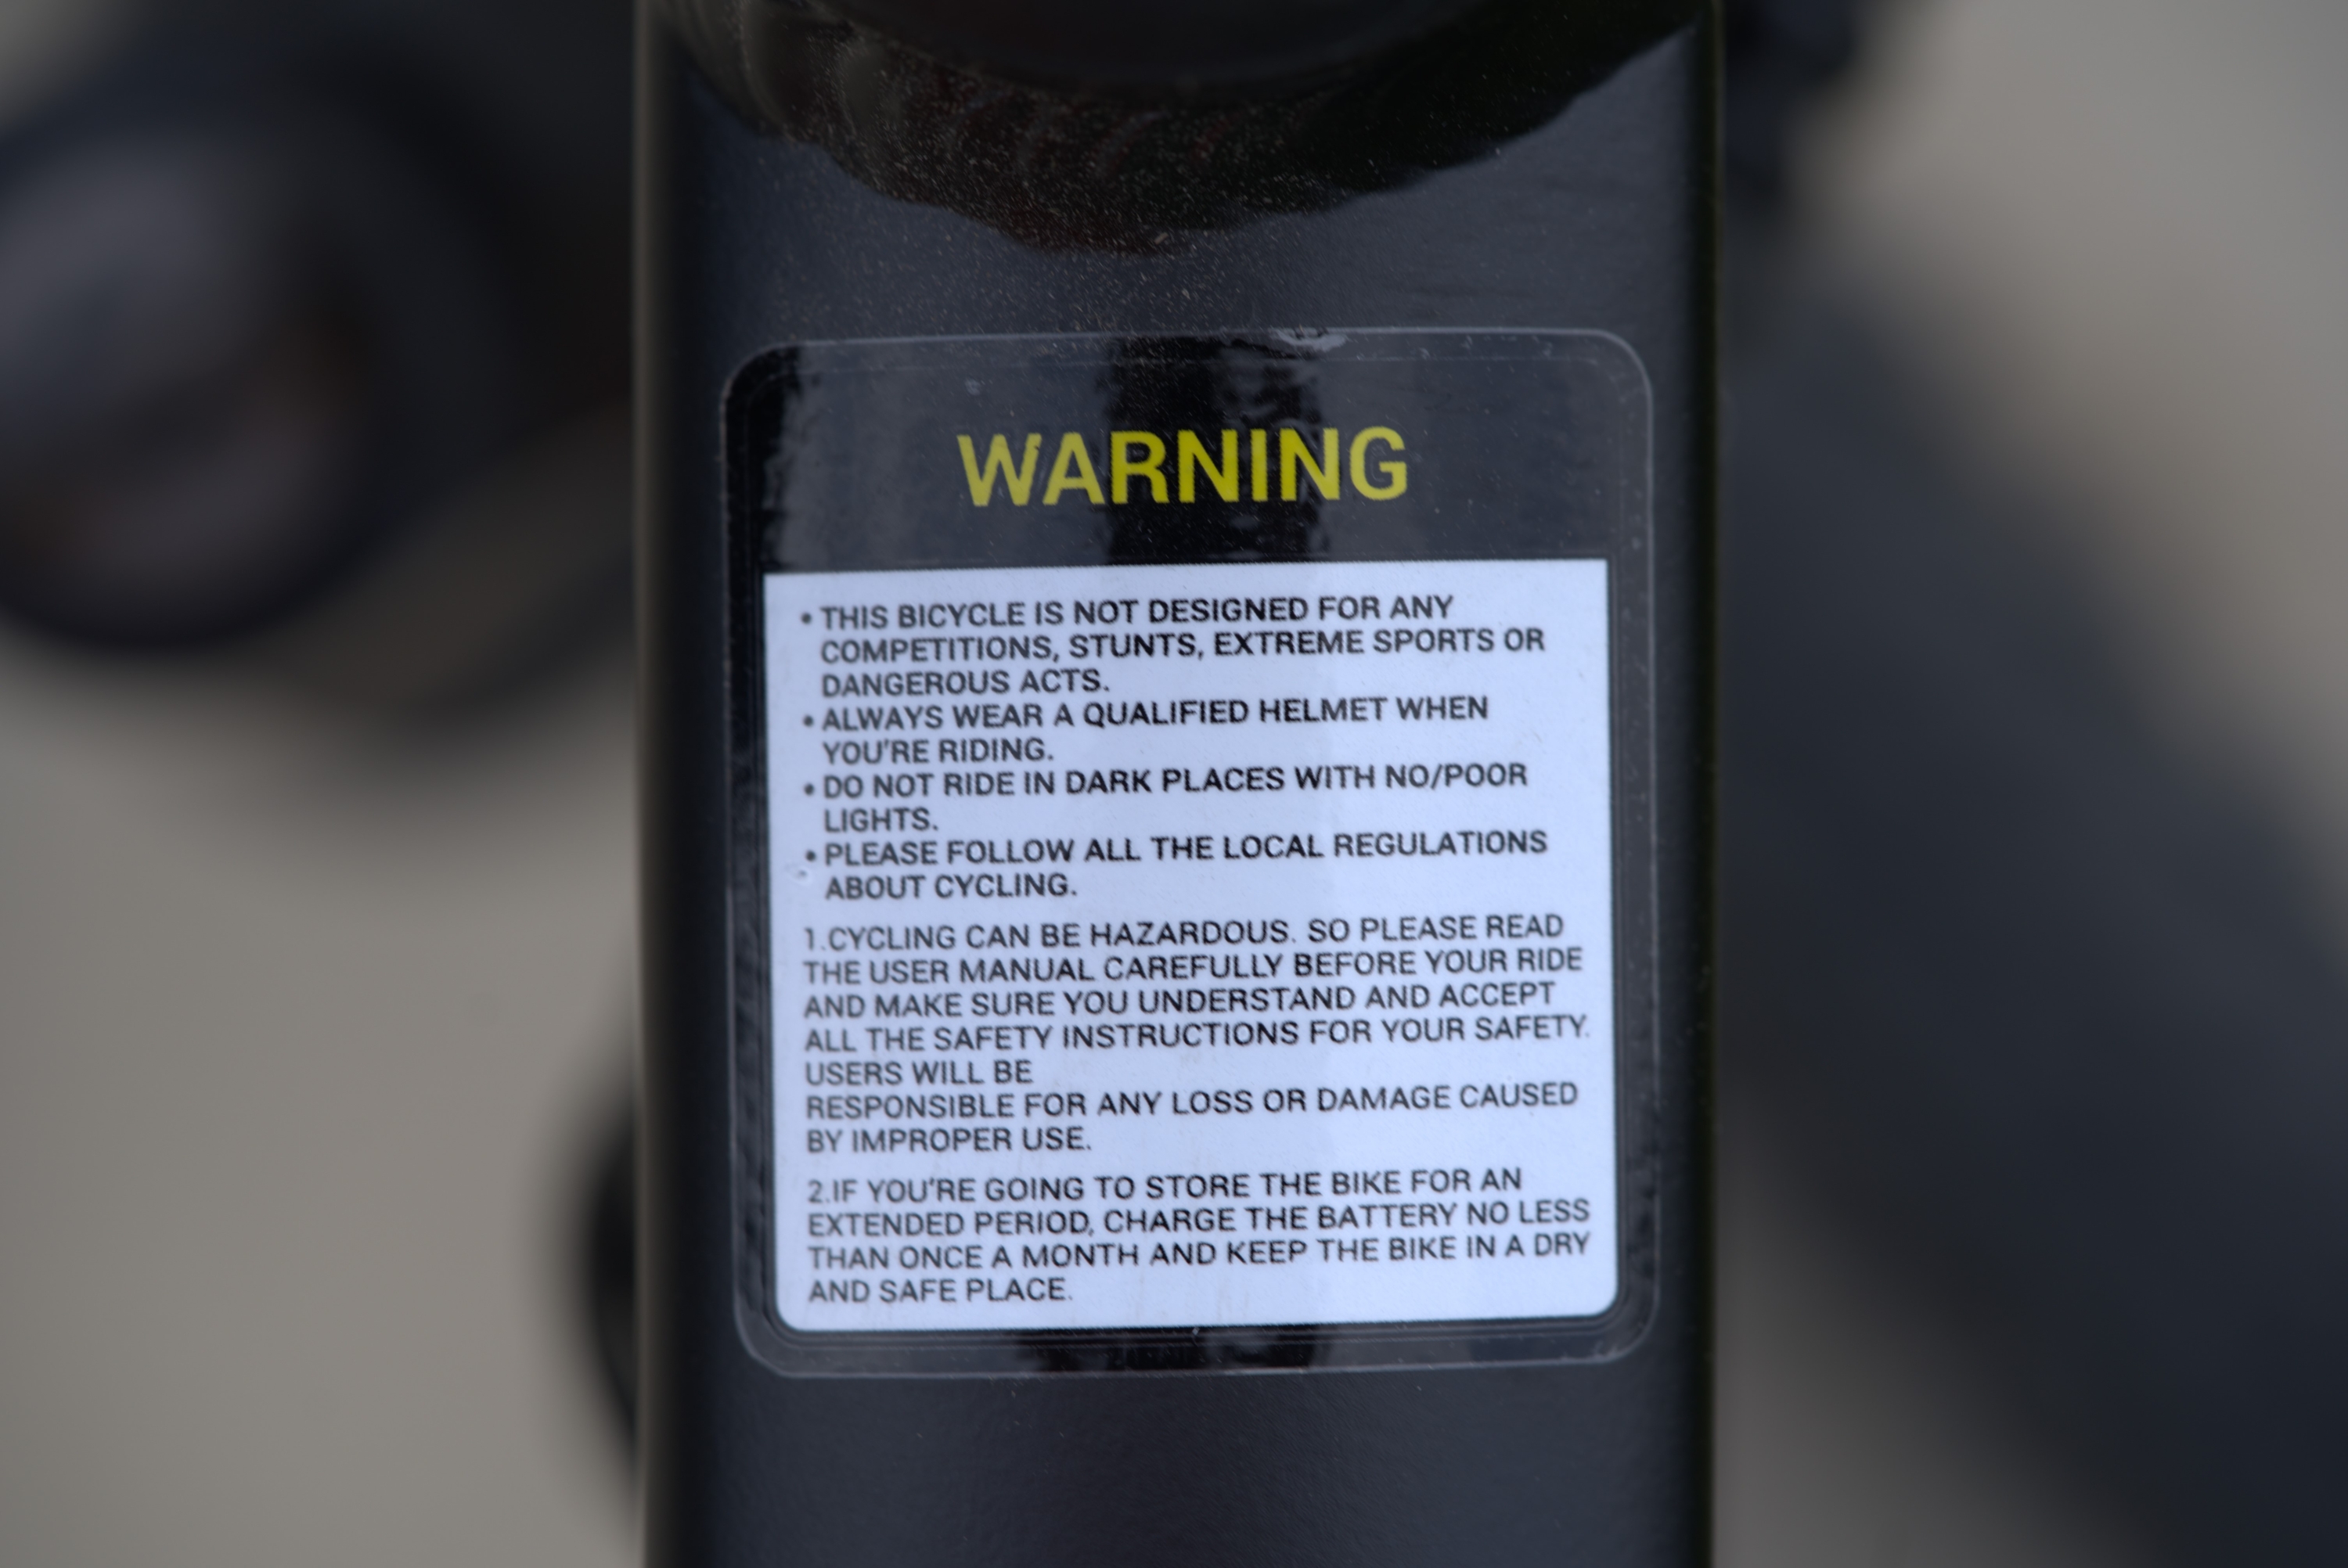 WARNING
• THIS BICYCLE IS NOT DESIGNED FOR ANY
COMPETITIONS, STUNTS, EXTREME SPORTS OR
DANGEROUS ACTS.
• ALWAYS WEAR A QUALIFIED HELMET WHEN
YOU'RE RIDING.
• DO NOT RIDE IN DARK PLACES WITH NO/POOR
LIGHTS.
• PLEASE FOLLOW ALL THE LOCAL REGULATIONS
ABOUT CYCLING.
1.CYCLING CAN BE HAZARDOUS. SO PLEASE READ
THE USER MANUAL CAREFULLY BEFORE YOUR RIDE
AND MAKE SURE YOU UNDERSTAND AND ACCEPT
ALL THE SAFETY INSTRUCTIONS FOR YOUR SAFETY.
USERS WILL BE
RESPONSIBLE FOR ANY LOSS OR DAMAGE CAUSED
BY IMPROPER USE.
2.IF YOU'RE GOING TO STORE THE BIKE FOR AN
EXTENDED PERIOD, CHARGE THE BATTERY NO LESS
THAN ONCE A MONTH AND KEEP THE BIKE IN A DRY
AND SAFE PLACE.